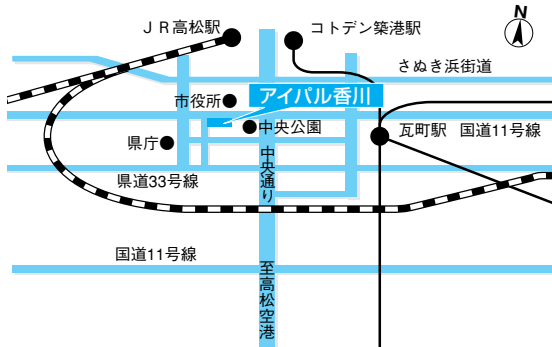 N
ＪＲ高松駅
コトデン築港駅
さぬき浜街道
市役所
アイパル香川
中央公園
瓦町駅
国道11号線
県庁
中央通り
県道33号線
国道11号線
至高松空港